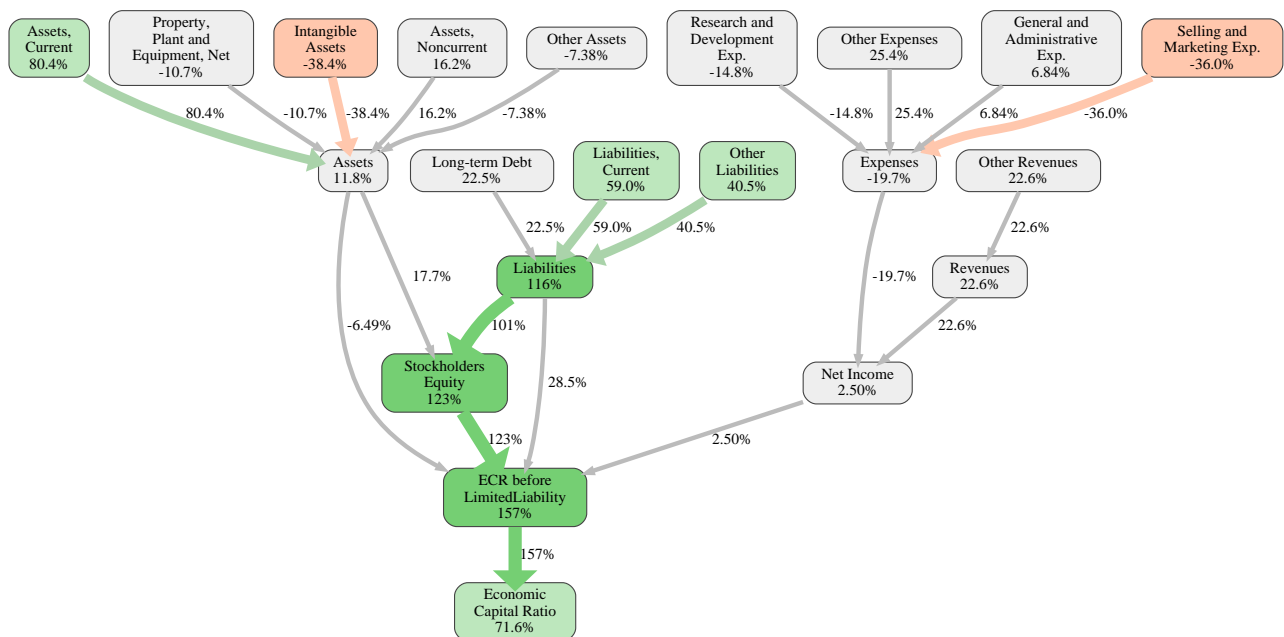 Assets,
Current
80.4%
Property,
Plant and
Equipment, Net
-10.7%
Intangible
Assets
-38.4%
Assets,
Noncurrent
16.2%
Other Assets
-7.38%
Research and
Development
Exp.
-14.8%
Other Expenses
25.4%
General and
Administrative
Exp.
6.84%
Selling and
Marketing Exp.
-36.0%
80.4%
-10.7%
-38.4%
16.2%
-7.38%
-14.8%
25.4%
6.84%
-36.0%
Assets
11.8%
Long-term Debt
22.5%
Liabilities,
Current
59.0%
Other
Liabilities
40.5%
Expenses
-19.7%
Other Revenues
22.6%
22.5%
59.0%
40.5%
22.6%
17.7%
Liabilities
116%
-19.7%
Revenues
22.6%
-6.49%
101%
22.6%
Stockholders
Equity
123%
28.5%
Net Income
2.50%
123%
2.50%
ECR before
LimitedLiability
157%
157%
Economic
Capital Ratio
71.6%